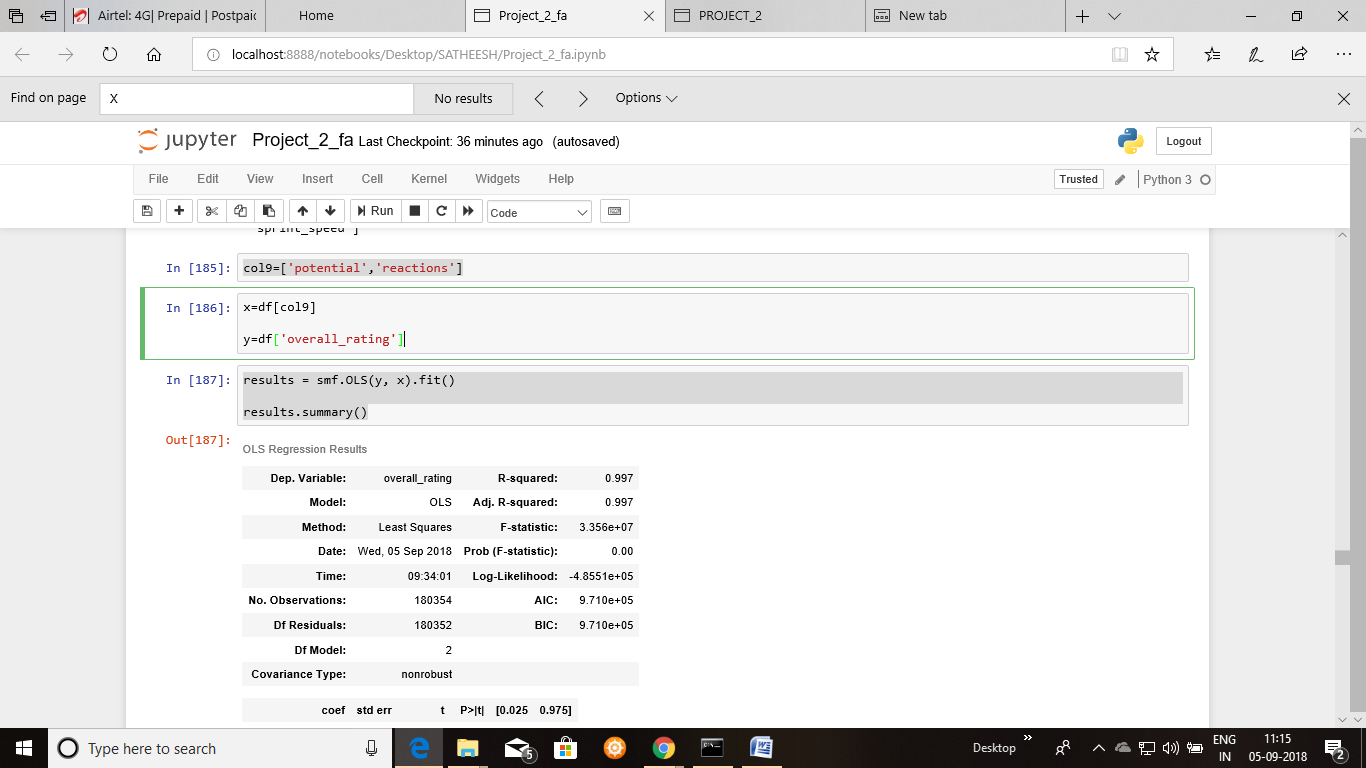 Airtel: 4G| Prepaid | Postpaid
Home
Project_2_fa
PROJECT_2
New tab
localhost:8888/notebooks/Desktop/SATHEESH/Project_2_fa.ipynb
Find on page X No results Options
jupyter Project_2_fa Last Checkpoint: 36 minutes ago (autosaved) Logout
File Edit View Insert Cell Kernel Widgets Help Trusted Python 3
Run Code
sprint_speed ]
In [185]: col9=['potential','reactions']
In [186]: x=df[col9]
y=df['overall_rating']
In [187]: results = smf.OLS(y, x).fit()
results.summary()
Out[187]:
OLS Regression Results
Dep. Variable: overall_rating R-squared: 0.997
Model: OLS Adj. R-squared: 0.997
Method: Least Squares F-statistic: 3.356e+07
Date: Wed, 05 Sep 2018 Prob (F-statistic): 0.00
Time: 09:34:01 Log-Likelihood: -4.8551e+05
No. Observations: 180354 AIC: 9.710e+05
Df Residuals: 180352 BIC: 9.710e+05
Df Model: 2
Covariance Type: nonrobust
coef std err t P>|t| [0.025 0.975]
Type here to search 5 Desktop ENG 11:15
IN 05-09-2018 2